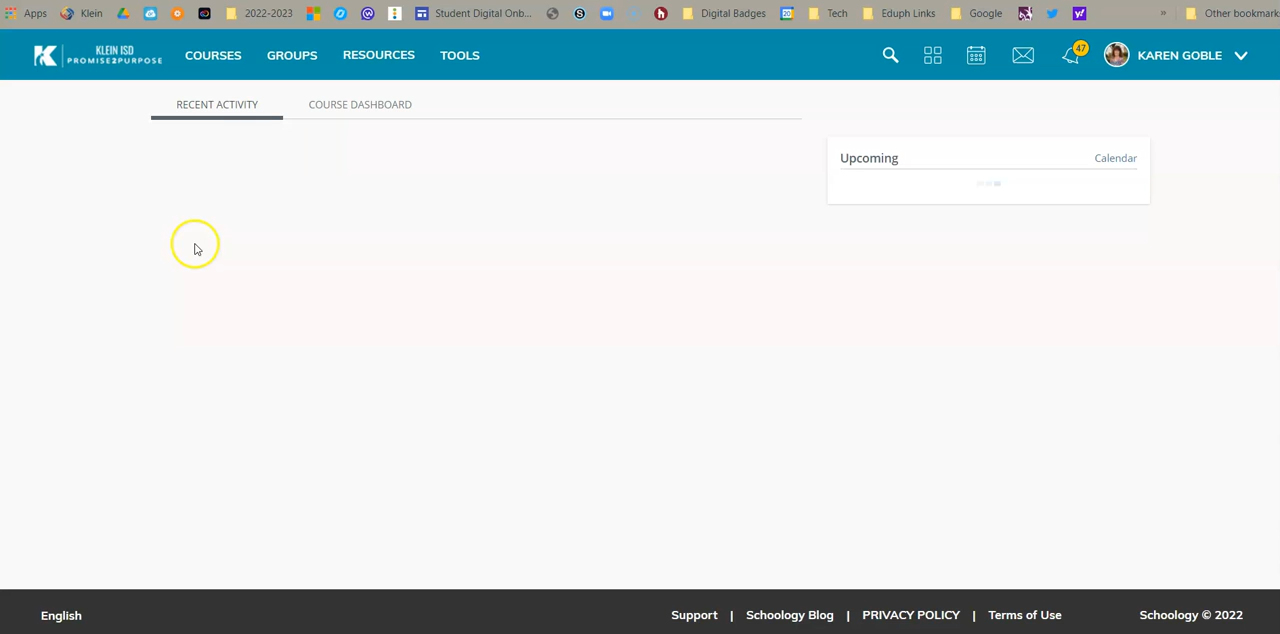 Apps Klein 2022-2023 Student Digital Onb... Digital Badges Tech Eduph Links Google » Other bookmark
KLEIN ISD
PROMISE2PURPOSE
COURSES GROUPS RESOURCES TOOLS 47 KAREN GOBLE
RECENT ACTIVITY COURSE DASHBOARD
Upcoming Calendar
English Support | Schoology Blog | PRIVACY POLICY | Terms of Use Schoology © 2022